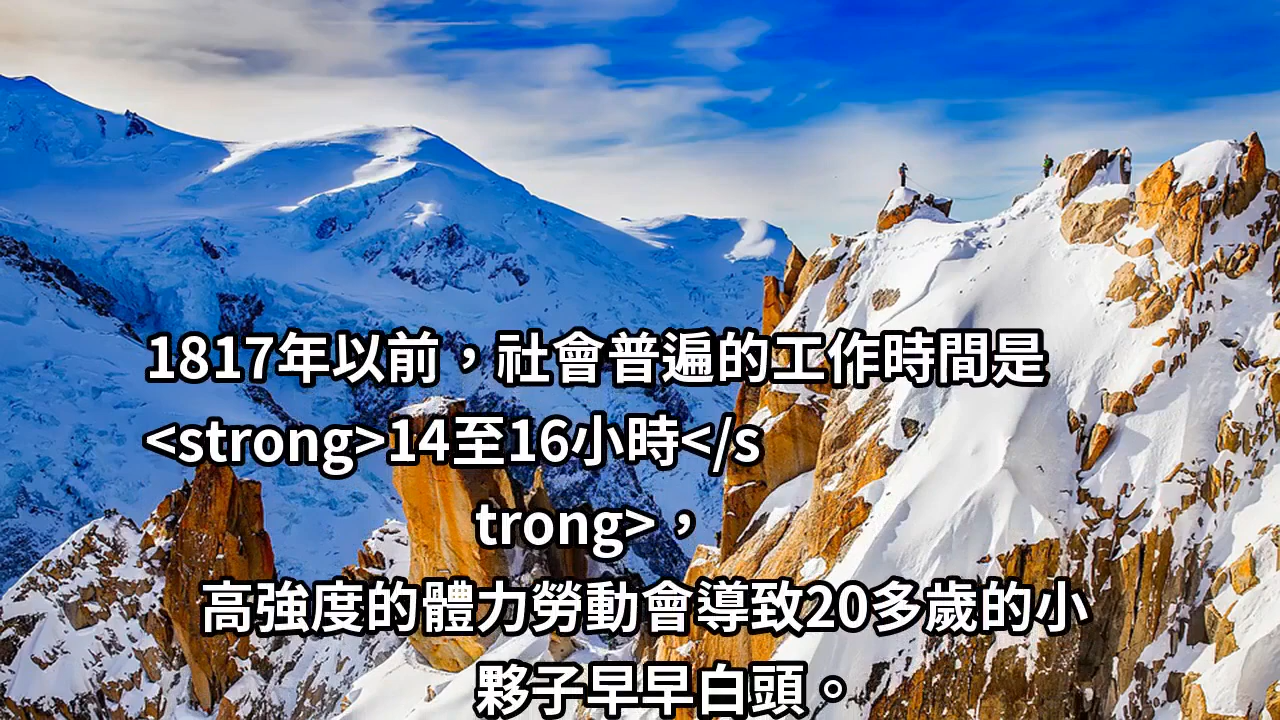 1817年以前，社會普遍的工作時間是
<strong>14至16小時</s
trong>，
高強度的體力勞動會導致20多歲的小
夥子早早白頭。